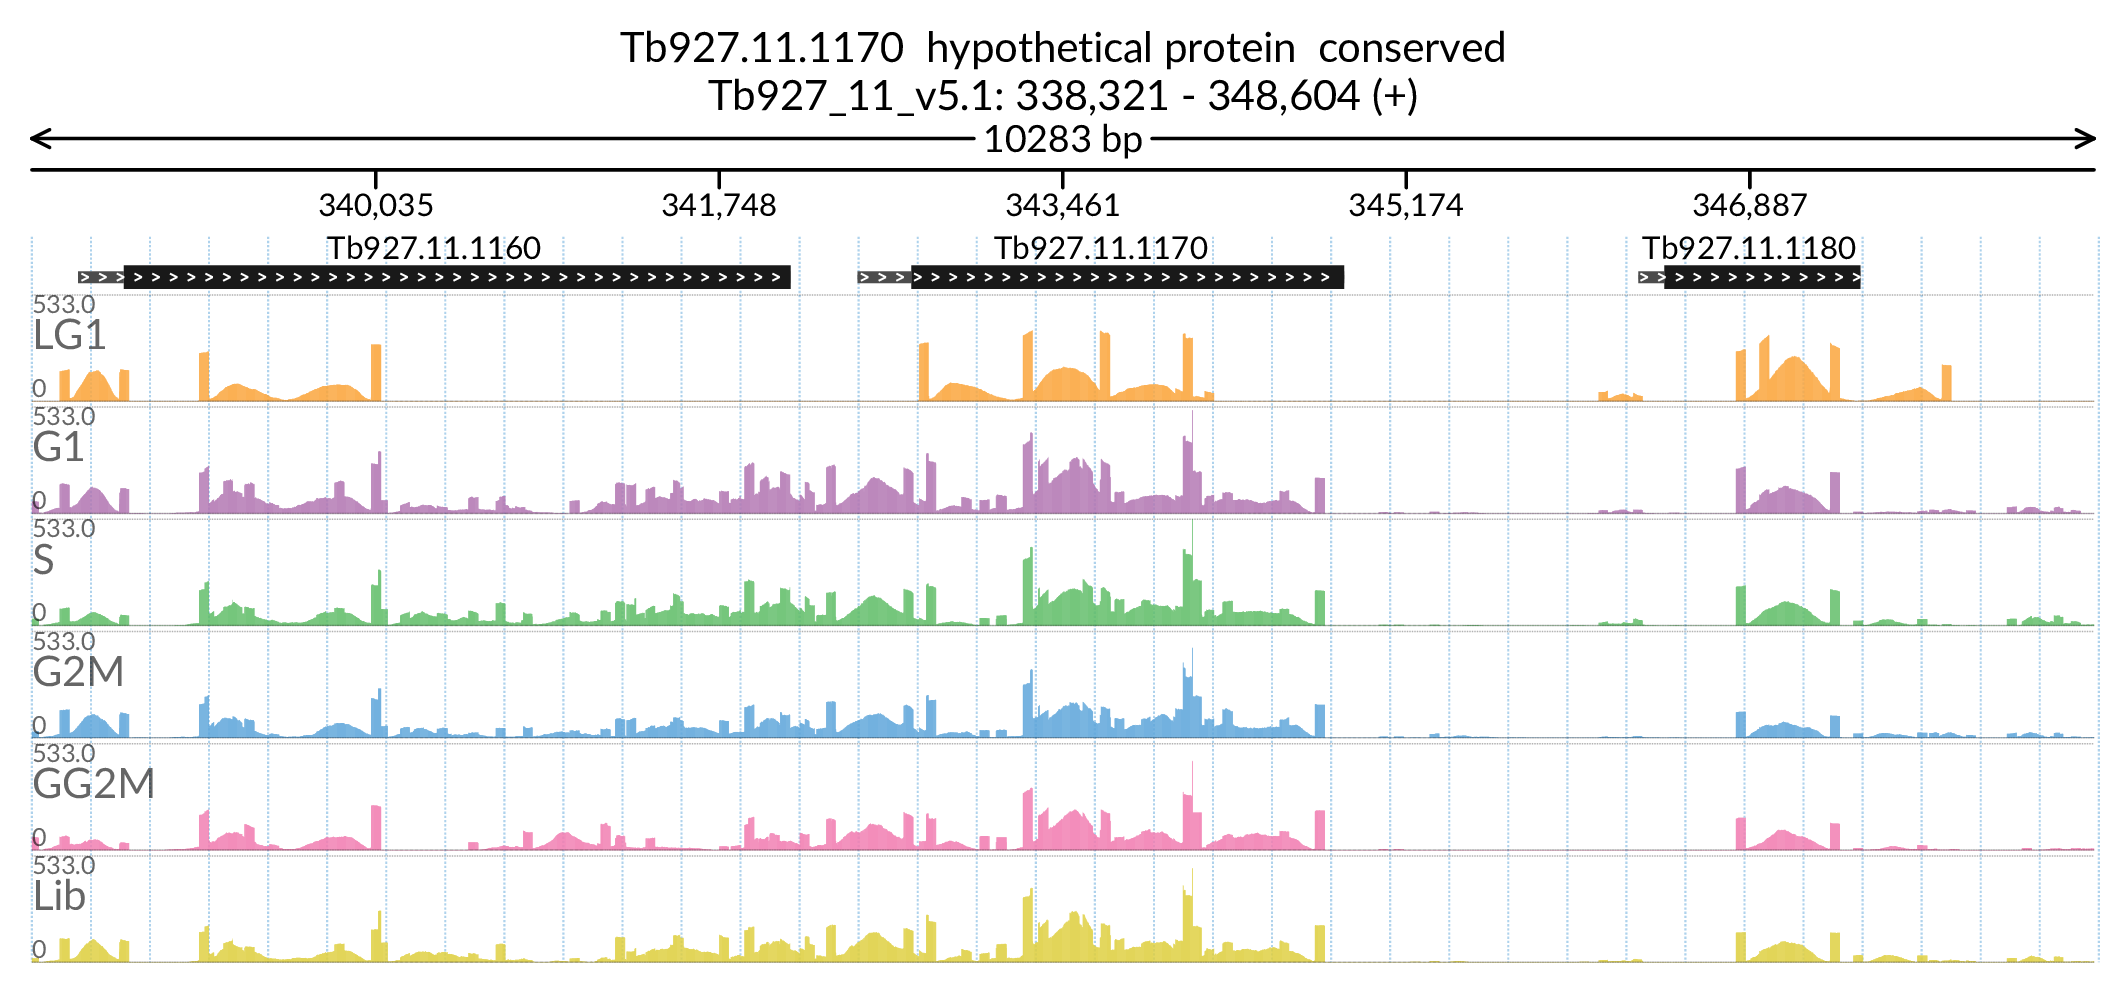 Tb927.11.1170  hypothetical protein  conserved
Tb927_11_v5.1: 338,321 - 348,604 (+)
10283 bp
340,035 341,748 343,461 345,174 346,887
Tb927.11.1160 Tb927.11.1170 Tb927.11.1180
533.0
LG1
0
533.0
G1
0
533.0
S
0
533.0
G2M
0
533.0
GG2M
0
533.0
Lib
0